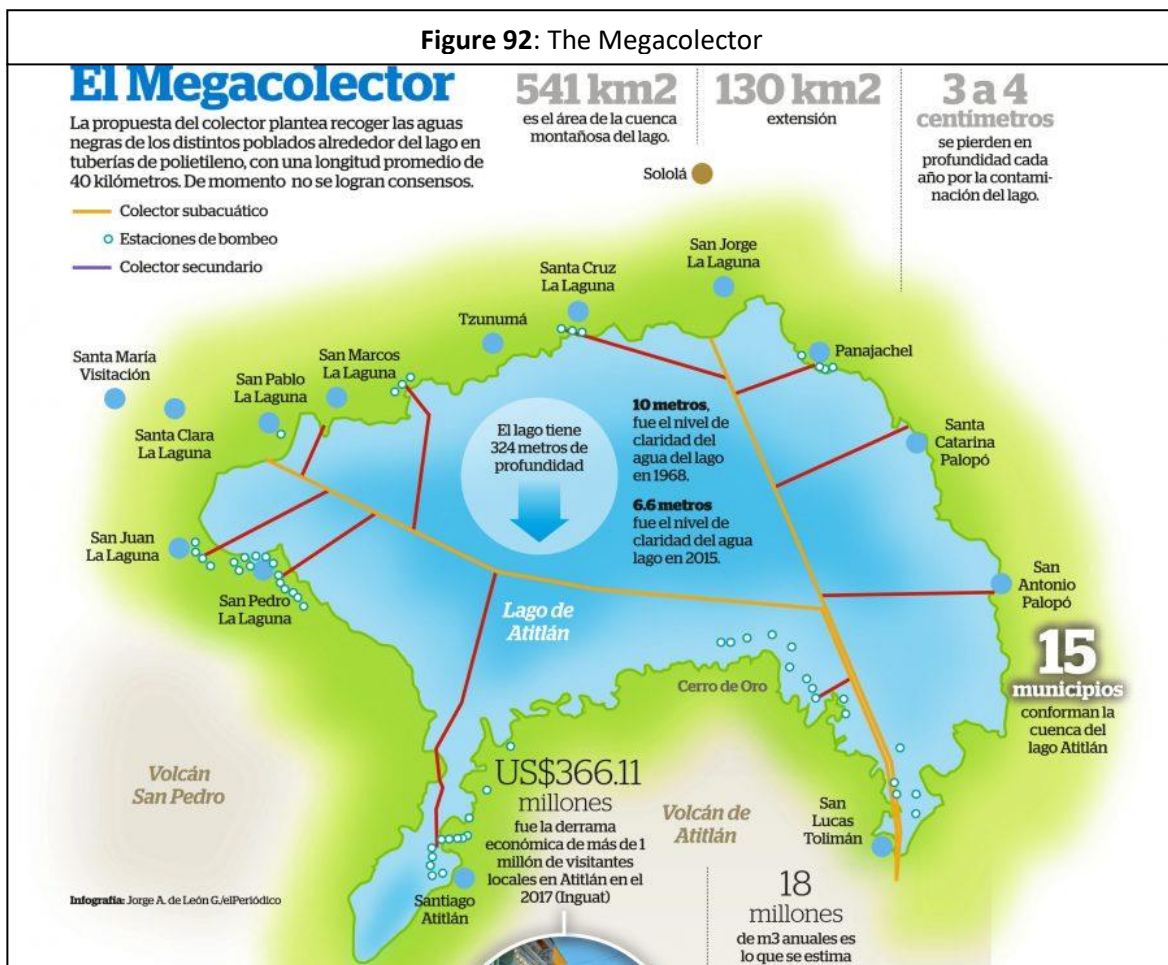 Figure 92: The Megacolector
El Megacolector
La propuesta del colector plantea recoger las aguas
negras de los distintos poblados alrededor del lago en
tuberías de polietileno, con una longitud promedio de
40 kilómetros. De momento no se logran consensos.
Colector subacuático
Estaciones de bombeo
Colector secundario
541 km2
es el área de la cuenca
montañosa del lago.
130 km2
extensión
3 a 4
centímetros
se pierden en
profundidad cada
año por la contami-
nación del lago.
Sololá
San Jorge
La Laguna
Santa Cruz
La Laguna
Tzunumá
Panajachel
San Marcos
La Laguna
Santa María
Visitación
San Pablo
La Laguna
Santa Clara
La Laguna
El lago tiene
324 metros de
profundidad
10 metros,
fue el nivel de
claridad del
agua del lago
en 1968.
6.6 metros
fue el nivel de
claridad del agua
lago en 2015.
Santa
Catarina
Palopó
San Juan
La Laguna
San Pedro
La Laguna
Lago de
Atitlán
San
Antonio
Palopó
Cerro de Oro
15
municipios
conforman la
cuenca del
lago Atitlán
Volcán
San Pedro
US$366.11
millones
fue la derrama
económica de más de 1
millón de visitantes
locales en Atitlán en el
2017 (Inguat)
Volcán de
Atitlán
San
Lucas
Tolimán
Santiago
Atitlán
18
millones
de m3 anuales es
lo que se estima
Infografía: Jorge A. de León G./elPeriódico